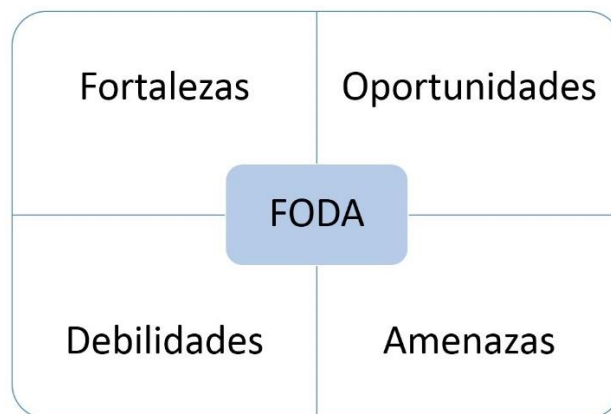 Fortalezas
Oportunidades
FODA
Debilidades
Amenazas